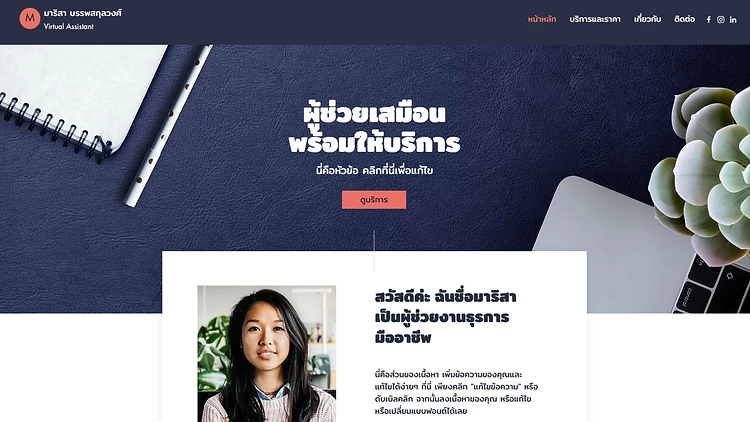 M
มาริสา บรรพสกุลวงศ์
Virtual Assistant
หน้าหลัก
บริการและราคา
เกี่ยวกับ
ติดต่อ
ผู้ช่วยเสมือน
พร้อมให้บริการ
นี่คือหัวข้อ คลิกที่นี่เพื่อแก้ไข
ดูบริการ
control
สวัสดีค่ะ ฉันชื่อมาริสา
เป็นผู้ช่วยงานธุรการ
มืออาชีพ
นี่คือส่วนของเนื้อหา เพิ่มข้อความของคุณและ
แก้ไขได้ง่ายๆ ที่นี่ เพียงคลิก "แก้ไขข้อความ" หรือ
ดับเบิลคลิก จากนั้นลงเนื้อหาของคุณ หรือแก้ไข
หรือเปลี่ยนแบบฟอนต์ได้เลย